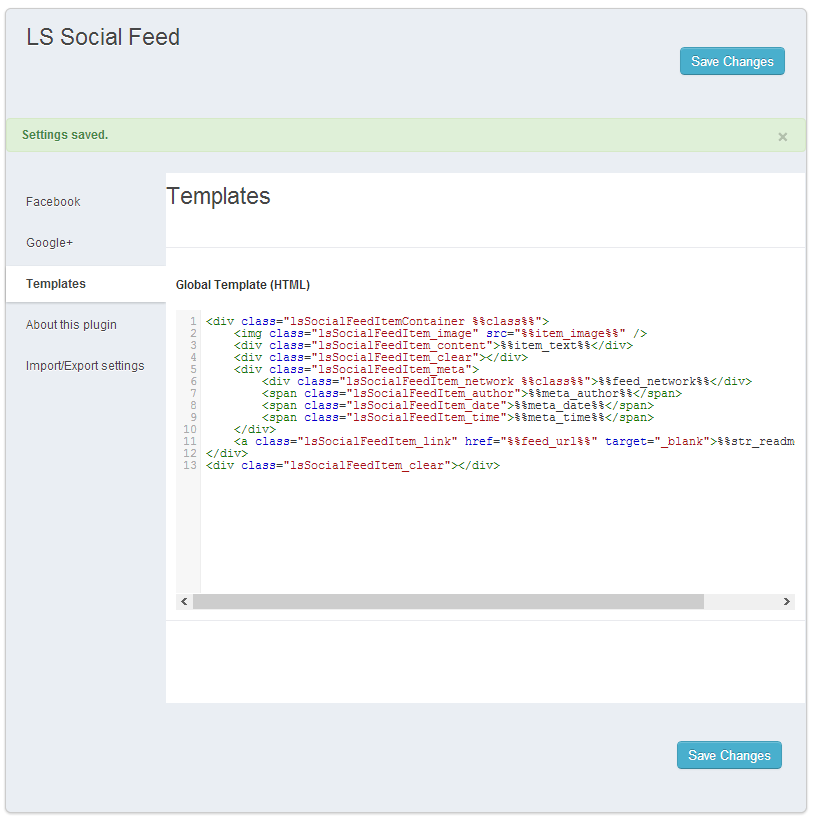 LS Social Feed
Save Changes
Settings saved.
×
Facebook
Google+
Templates
About this plugin
Import/Export settings
Templates
Global Template (HTML)
1 <div class="lsSocialFeedItemContainer %%class%%">
2     <img class="lsSocialFeedItem_image" src="%%item_image%%" />
3     <div class="lsSocialFeedItem_content">%%item_text%%</div>
4     <div class="lsSocialFeedItem_clear"></div>
5     <div class="lsSocialFeedItem_meta">
6         <div class="lsSocialFeedItem_network %%class%%">%%feed_network%%</div>
7         <span class="lsSocialFeedItem_author">%%meta_author%%</span>
8         <span class="lsSocialFeedItem_date">%%meta_date%%</span>
9         <span class="lsSocialFeedItem_time">%%meta_time%%</span>
10     </div>
11     <a class="lsSocialFeedItem_link" href="%%feed_url%%" target="_blank">%%str_readm
12 </div>
13 <div class="lsSocialFeedItem_clear"></div>
Save Changes